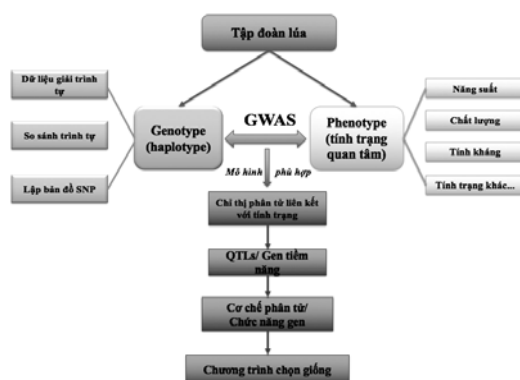 Tập đoàn lúa
Dữ liệu giải trình
tự
So sánh trình tự
Lập bản đồ SNP
Genotype
(haplotype)
GWAS
Phenotype
(tính trạng
quan tâm)
Năng suất
Chất lượng
Tính kháng
Tính trạng khác...
Mô hình phù hợp
Chỉ thị phân tử liên kết
với tính trạng
QTLs/ Gen tiềm
năng
Cơ chế phân tử/
Chức năng gen
Chương trình chọn giống